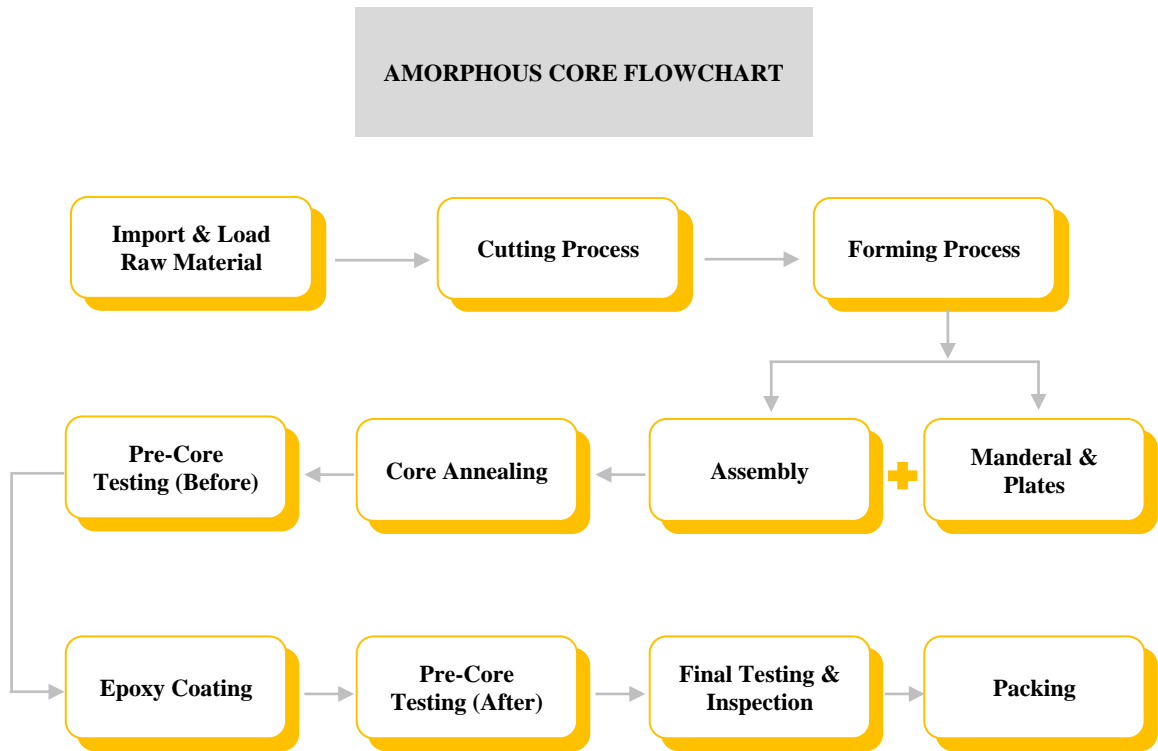 AMORPHOUS CORE FLOWCHART
Import & Load
Raw Material
Cutting Process
Forming Process
Pre-Core
Testing (Before)
Core Annealing
Assembly
Manderal &
Plates
Epoxy Coating
Pre-Core
Testing (After)
Final Testing &
Inspection
Packing